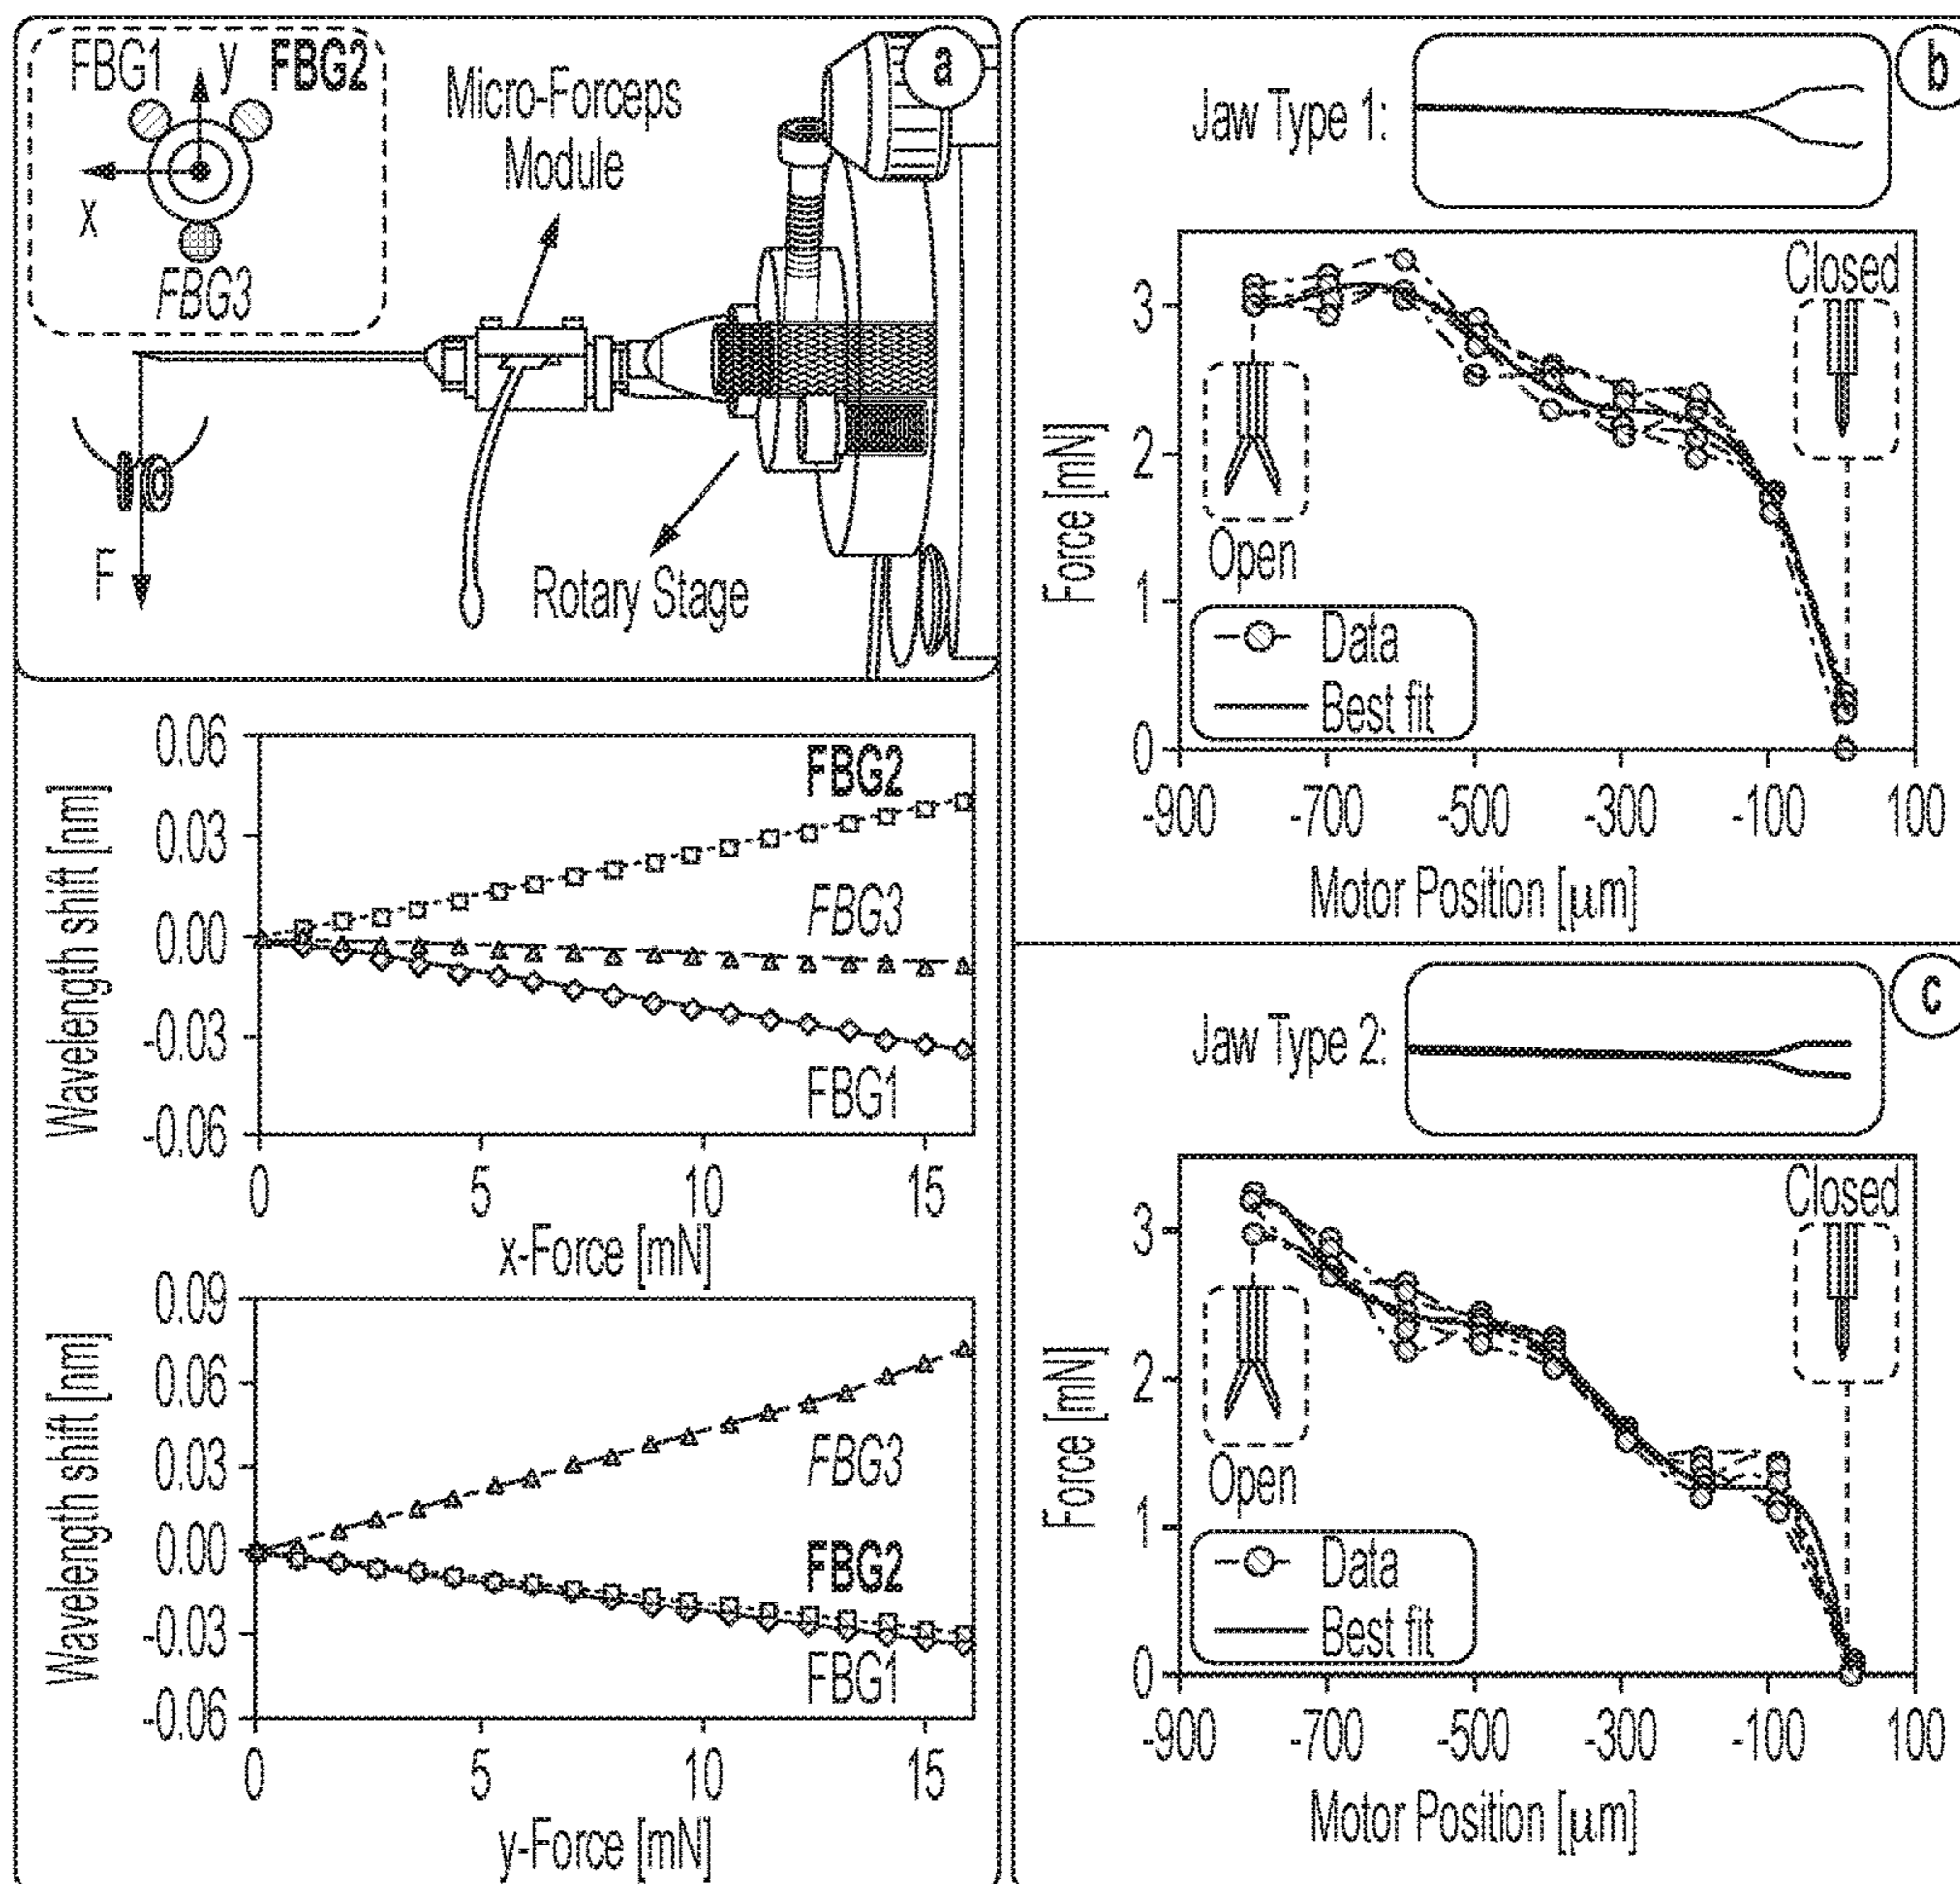 a
FBG1
y
FBG2
x
FBG3
Micro-Forceps
Module
F
Rotary Stage
Wavelength shift [nm]
0.06
0.03
0.00
-0.03
-0.06
FBG2
FBG3
FBG1
0
5
10
15
x-Force [mN]
Wavelength shift [nm]
0.09
0.06
0.03
0.00
-0.03
-0.06
FBG3
FBG2
FBG1
0
5
10
15
y-Force [mN]
b
Jaw Type 1:
Force [mN]
3
2
1
0
Closed
Open
Data
Best fit
-900
-700
-500
-300
-100
100
Motor Position [μm]
c
Jaw Type 2:
Force [mN]
3
2
1
0
Closed
Open
Data
Best fit
-900
-700
-500
-300
-100
100
Motor Position [μm]